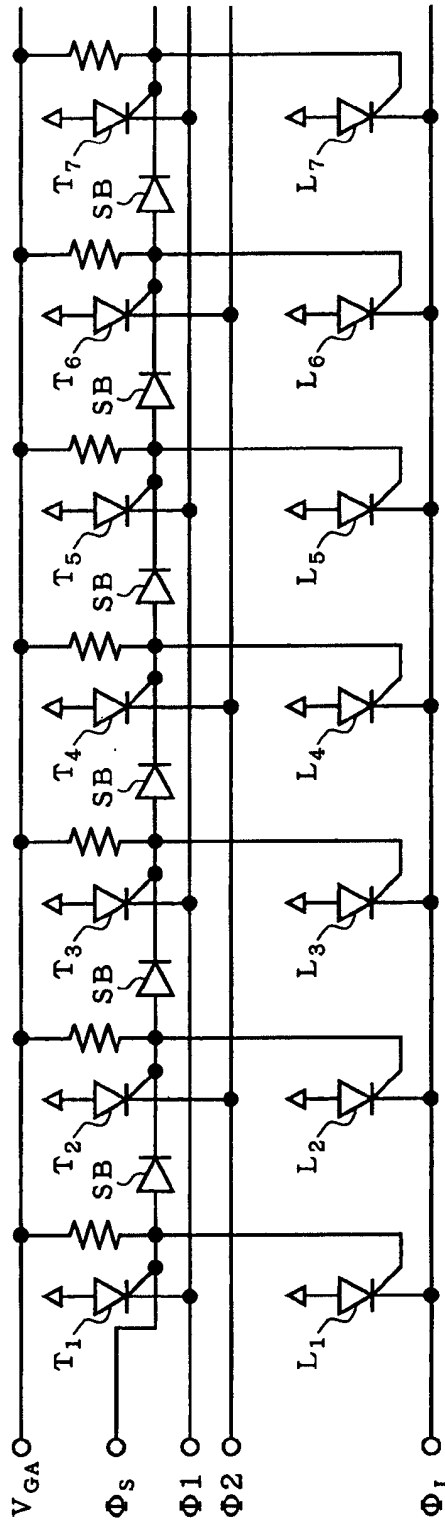 V_GA
T_1 SB T_2 SB T_3 SB T_4 SB T_5 SB T_6 SB T_7
Φ_S
Φ1
Φ2
L_1 L_2 L_3 L_4 L_5 L_6 L_7
Φ_I